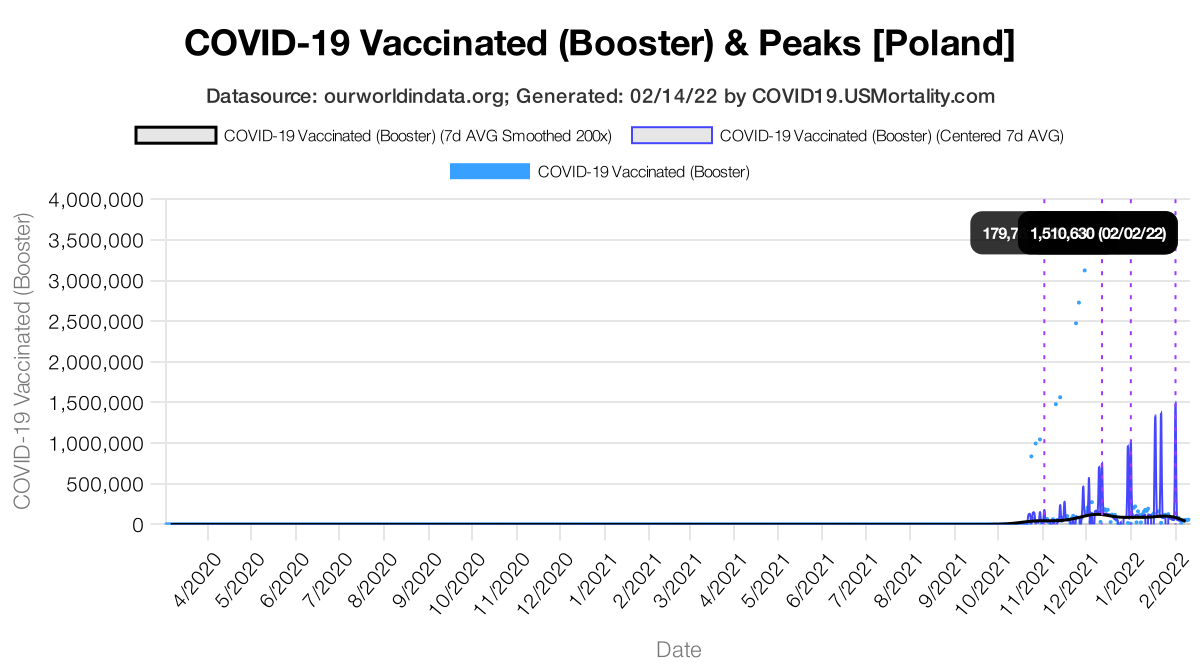 COVID-19 Vaccinated (Booster) & Peaks [Poland]
Datasource: ourworldindata.org; Generated: 02/14/22 by COVID19.USMortality.com
COVID-19 Vaccinated (Booster) (7d AVG Smoothed 200x) COVID-19 Vaccinated (Booster) (Centered 7d AVG)
COVID-19 Vaccinated (Booster)
COVID-19 Vaccinated (Booster)
4,000,000
3,500,000
3,000,000
2,500,000
2,000,000
1,500,000
1,000,000
500,000
0
179,7 1,510,630 (02/02/22)
4/2020 5/2020 6/2020 7/2020 8/2020 9/2020 10/2020 11/2020 12/2020 1/2021 2/2021 3/2021 4/2021 5/2021 6/2021 7/2021 8/2021 9/2021 10/2021 11/2021 12/2021 1/2022 2/2022
Date